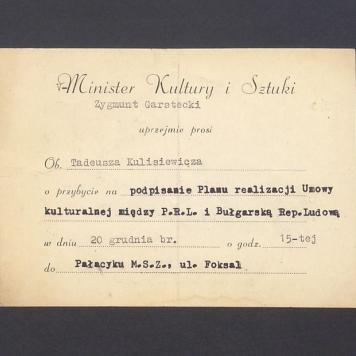 V-Minister Kultury i Sztuki
Zygmunt Garstecki
uprzejmie prosi
Ob. Tadeusza Kulisiewicza
o przybycie na podpisanie Planu realizacji Umowy
kulturalnej między P.R.L. i Bułgarską Rep.Ludową
w dniu 20 grudnia br. o godz. 15-tej
do Pałacyku M.S.Z., ul. Foksal